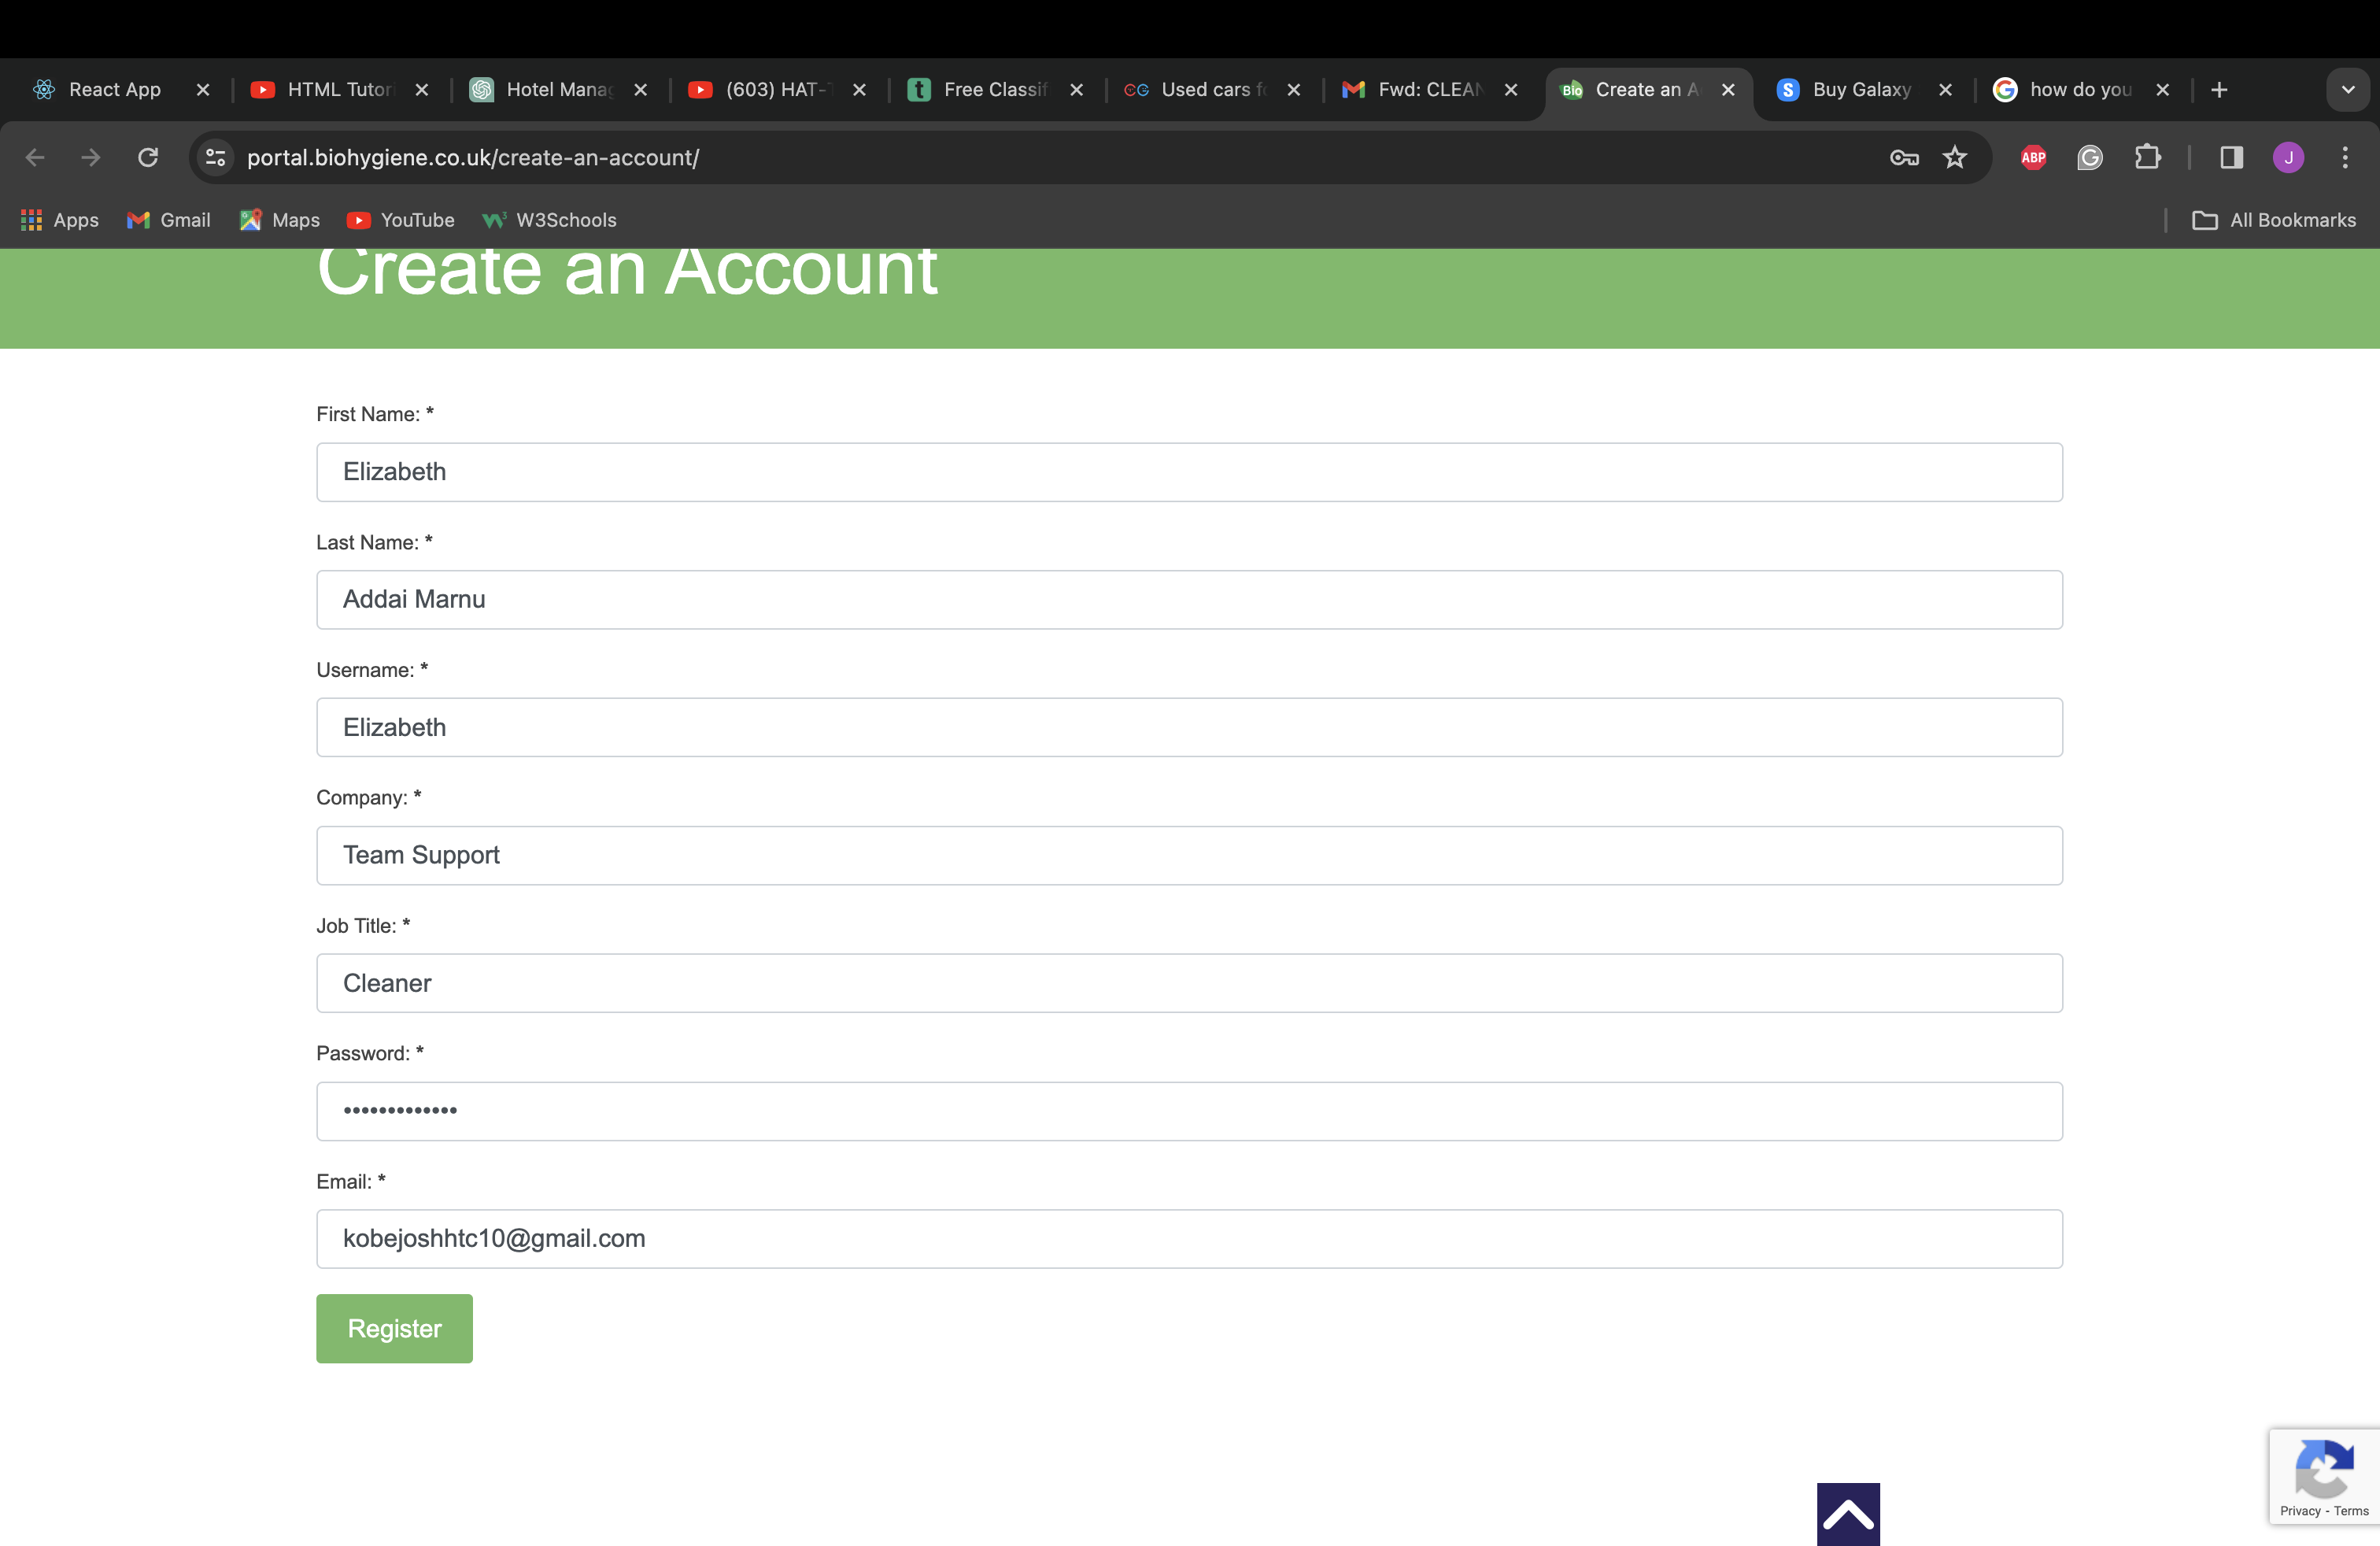 React App
HTML Tutori
Hotel Manag
(603) HAT-T
Free Classifi
Used cars fo
Fwd: CLEAN
Create an A
Buy Galaxy
how do you
portal.biohygiene.co.uk/create-an-account/
ABP
J
Apps
Gmail
Maps
YouTube
W3Schools
All Bookmarks
Create an Account
First Name: *
Elizabeth
Last Name: *
Addai Marnu
Username: *
Elizabeth
Company: *
Team Support
Job Title: *
Cleaner
Password: *
•••••••••••••
Email: *
kobejoshhtc10@gmail.com
Register
Privacy - Terms